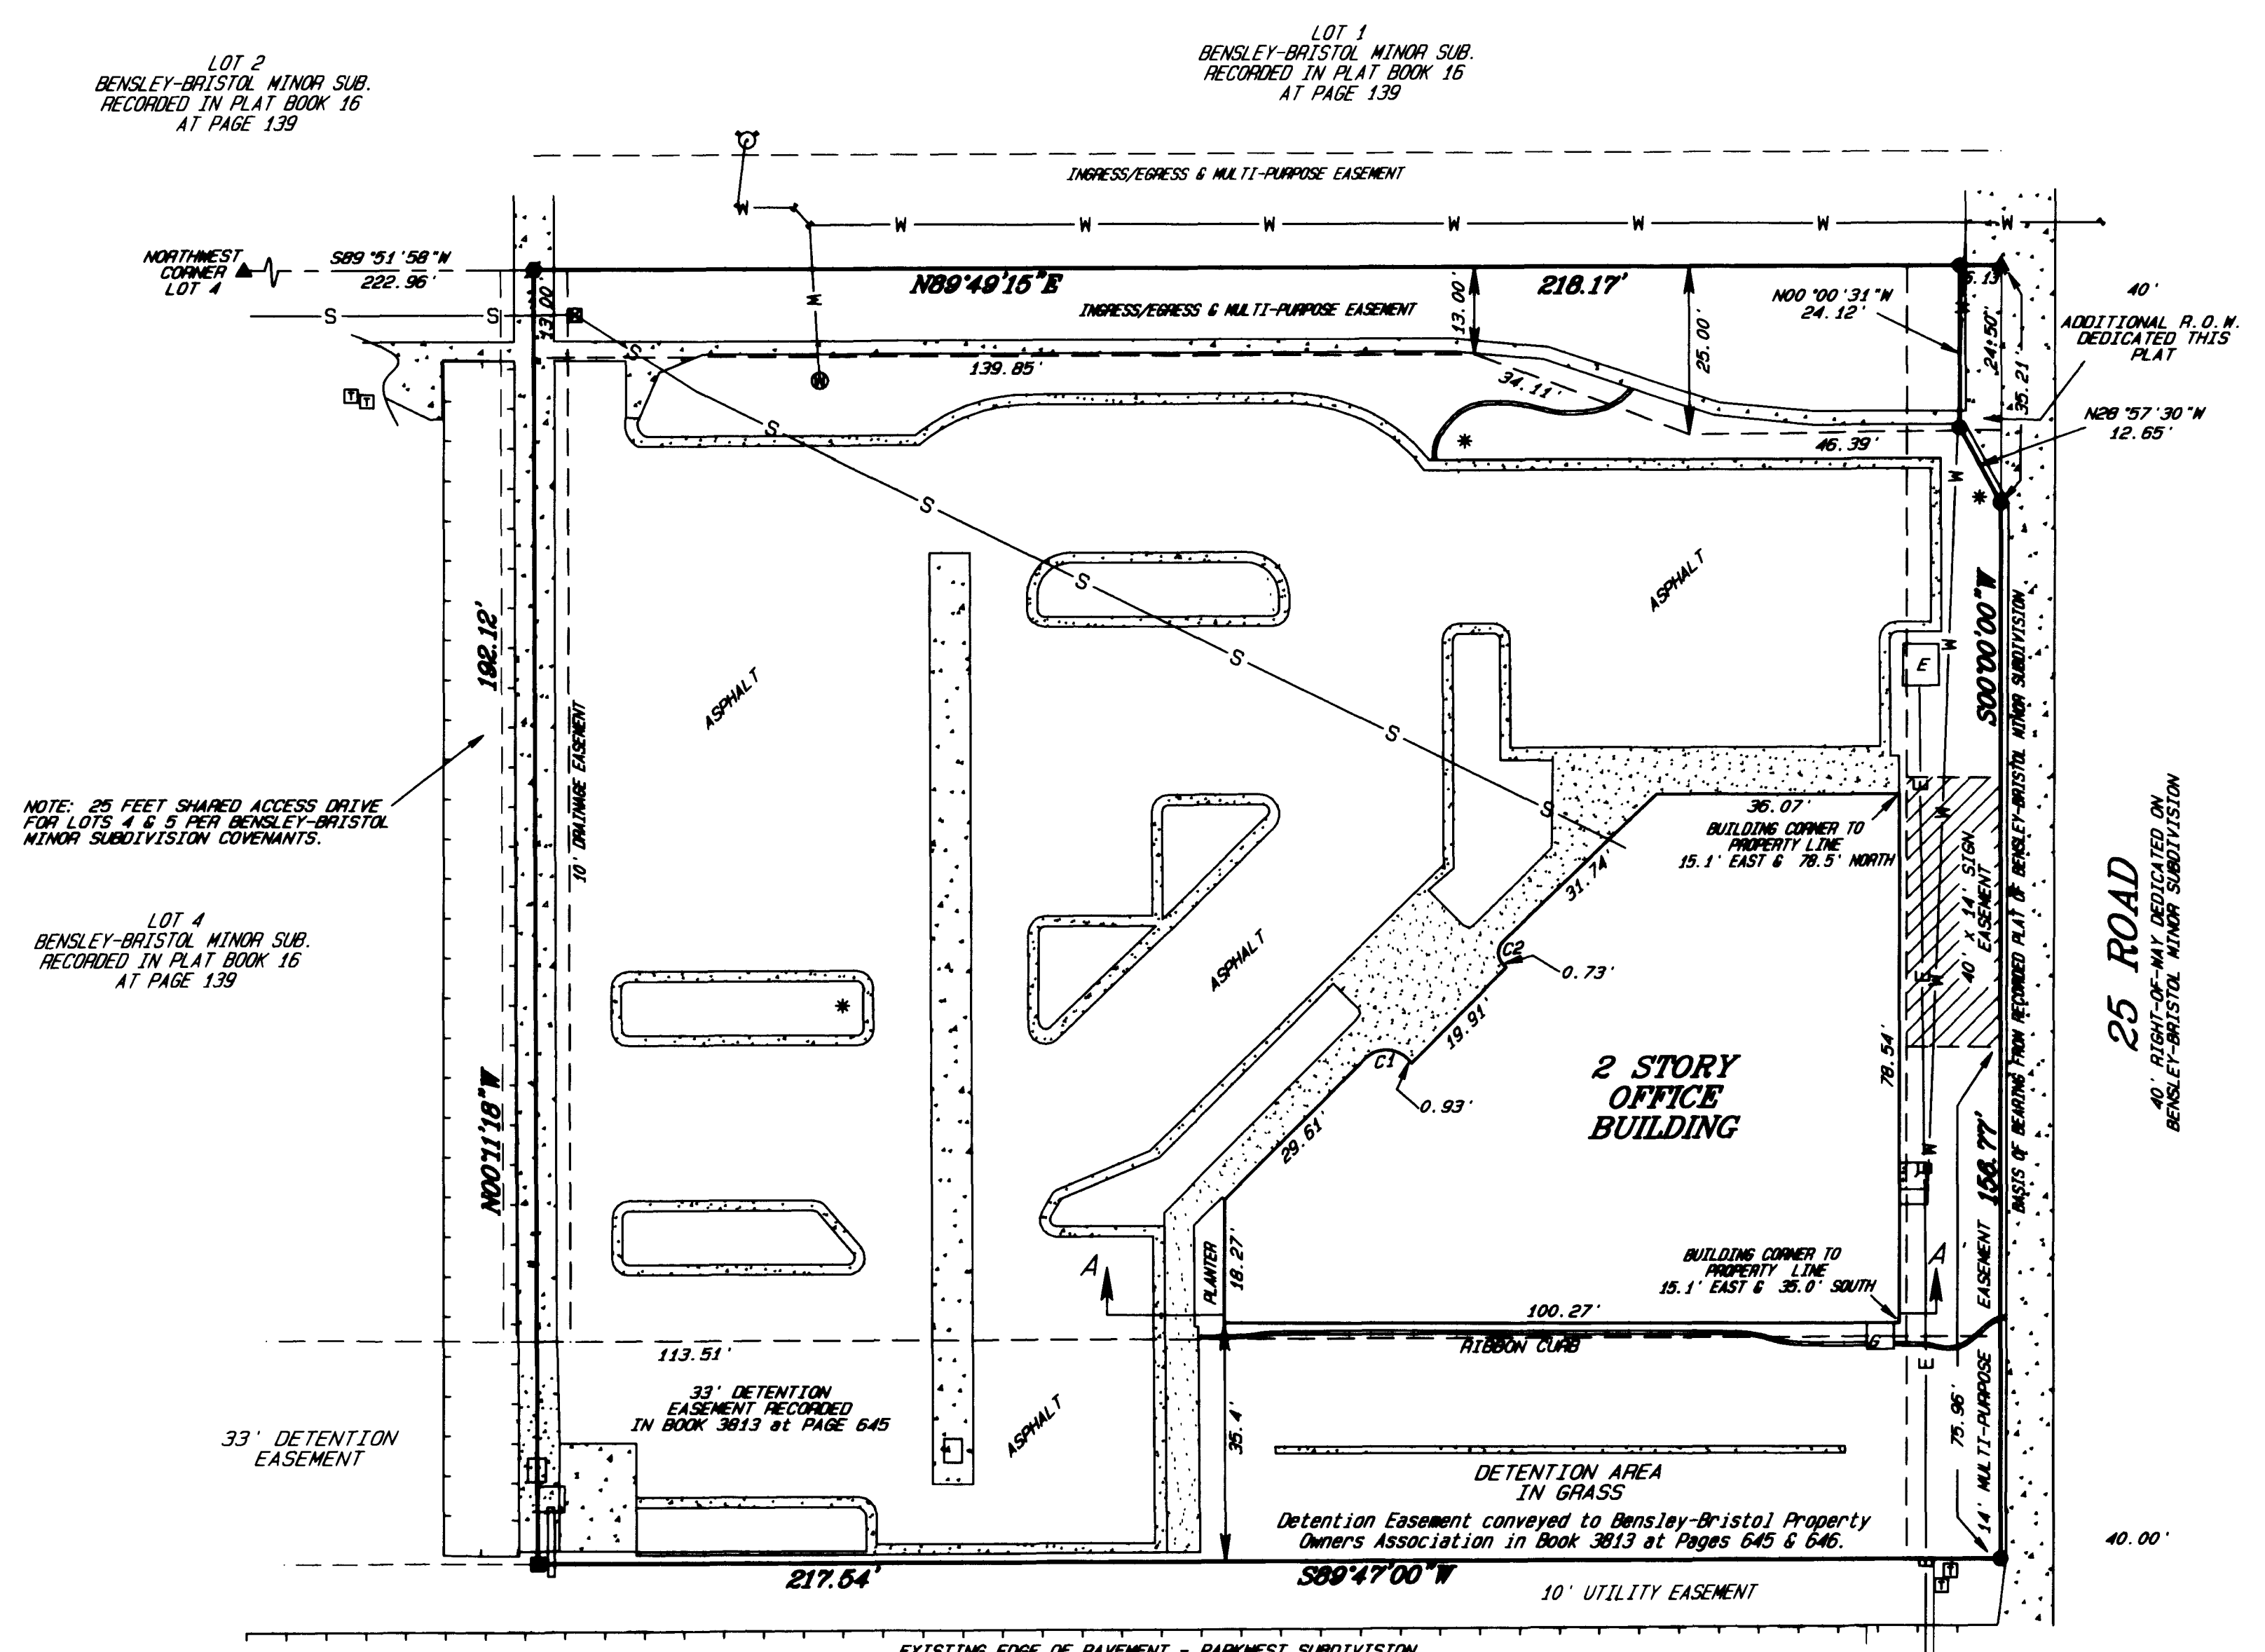 LOT 1
BENSLEY-BRISTOL MINOR SUB.
RECORDED IN PLAT BOOK 16
AT PAGE 139
LOT 2
BENSLEY-BRISTOL MINOR SUB.
RECORDED IN PLAT BOOK 16
AT PAGE 139
INGRESS/EGRESS & MULTI-PURPOSE EASEMENT
W W W W W W W W
NORTHWEST
CORNER
LOT 4
S89°51'58"W
222.96'
N89°49'15"E
218.17'
13.00'
W
INGRESS/EGRESS & MULTI-PURPOSE EASEMENT
13.00'
25.00'
N00°00'31"W
24.12'
24.50'
35.21'
40'
ADDITIONAL R.O.W.
DEDICATED THIS
PLAT
N28°57'30"W
12.65'
S S S S S S S S S
T T
W
139.85'
34.11'
46.39'
W
ASPHALT
S00°00'00"W
E
W
192.12'
ASPHALT
10' DRAINAGE EASEMENT
NOTE: 25 FEET SHARED ACCESS DRIVE
FOR LOTS 4 & 5 PER BENSLEY-BRISTOL
MINOR SUBDIVISION COVENANTS.
36.07'
BUILDING CORNER TO
PROPERTY LINE
15.1' EAST & 78.5' NORTH
31.74'
E
W
40' x 14' SIGN
EASEMENT
BASIS OF BEARING FROM RECORDED PLAT OF BENSLEY-BRISTOL MINOR SUBDIVISION
25 ROAD
40' RIGHT-OF-WAY DEDICATED ON
BENSLEY-BRISTOL MINOR SUBDIVISION
LOT 4
BENSLEY-BRISTOL MINOR SUB.
RECORDED IN PLAT BOOK 16
AT PAGE 139
ASPHALT
C2
0.73'
19.91'
E
W
C1
0.93'
2 STORY
OFFICE
BUILDING
78.54'
29.61'
N00°11'18"W
W
158.77'
14' MULTI-PURPOSE EASEMENT
BUILDING CORNER TO
PROPERTY LINE
15.1' EAST & 35.0' SOUTH
A
A
PLANTER
18.27'
100.27'
RIBBON CURB
G
E
113.51'
33' DETENTION
EASEMENT RECORDED
IN BOOK 3813 at PAGE 645
ASPHALT
35.4'
75.96'
33' DETENTION
EASEMENT
DETENTION AREA
IN GRASS
Detention Easement conveyed to Bensley-Bristol Property
Owners Association in Book 3813 at Pages 645 & 646.
40.00'
217.54'
S89°47'00"W
E
T T
10' UTILITY EASEMENT
EXISTING EDGE OF PAVEMENT - PARKWEST SUBDIVISION